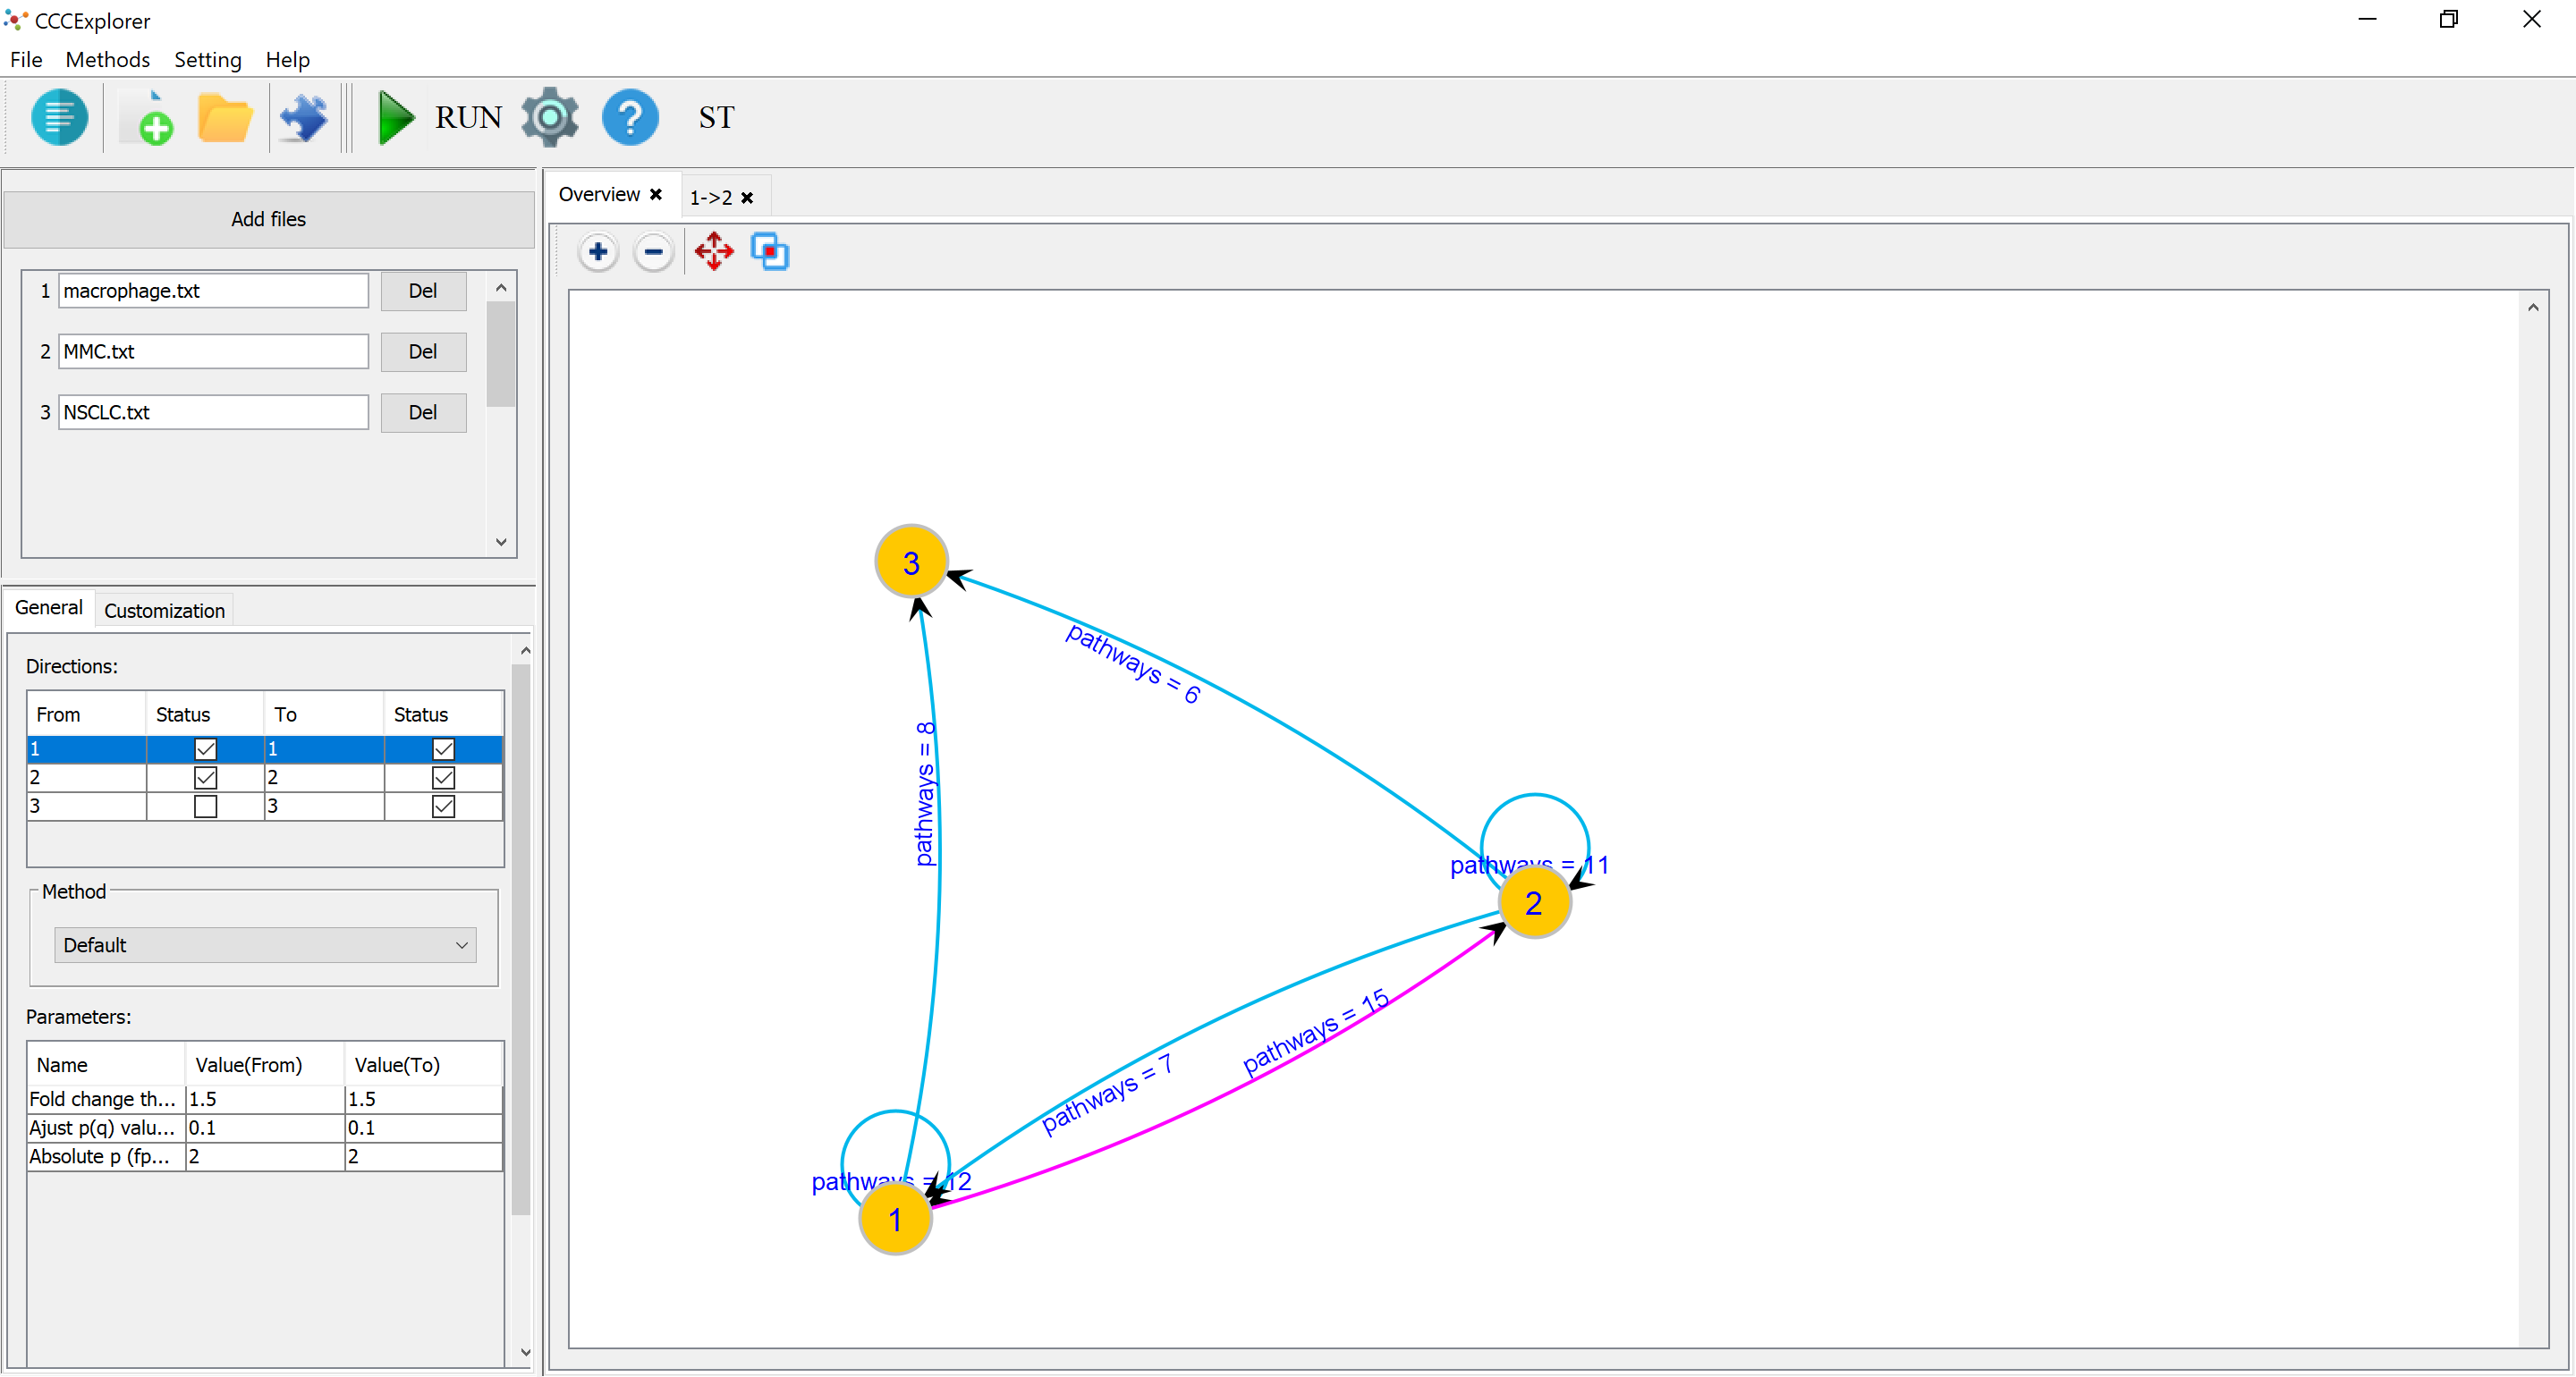 CCCExplorer
File Methods Setting Help
RUN ST
Add files
1 macrophage.txt Del
2 MMC.txt Del
3 NSCLC.txt Del
General Customization
Directions:
From Status To Status
1 1
2 2
3 3
Method
Default
Parameters:
Name Value(From) Value(To)
Fold change th... 1.5 1.5
Ajust p(q) valu... 0.1 0.1
Absolute p (fp... 2 2
Overview 1->2
3
pathways = 6
pathways = 8
pathways = 11
2
pathways = 15
pathways = 7
pathways = 12
1